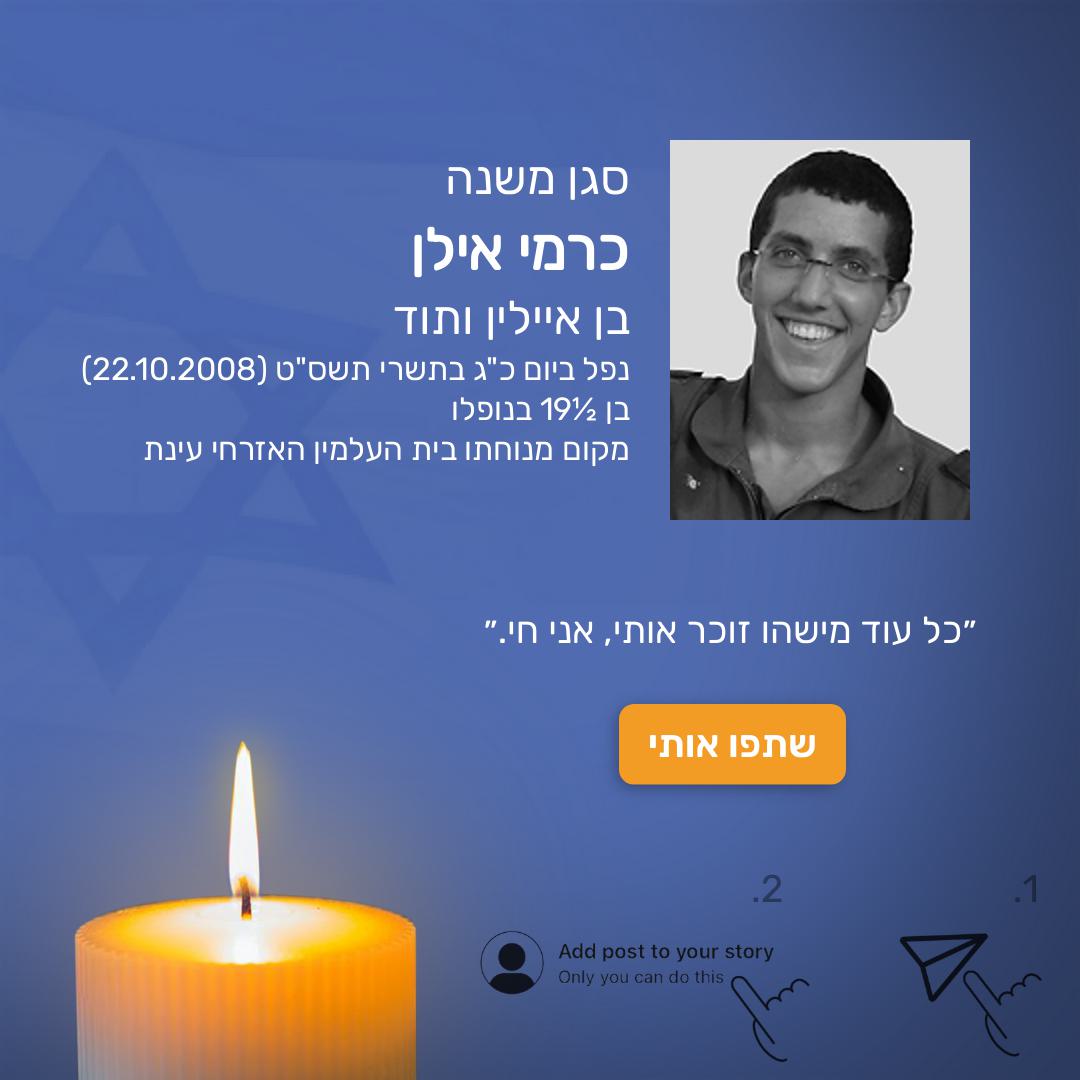 סגן משנה
כרמי אילן
בן איילין ותוד
נפל ביום כ"ג בתשרי תשס"ט (22.10.2008)
בן 19½ בנופלו
מקום מנוחתו בית העלמין האזרחי עינת
״כל עוד מישהו זוכר אותי, אני חי.״
שתפו אותי
1.
2.
Add post to your story
Only you can do this